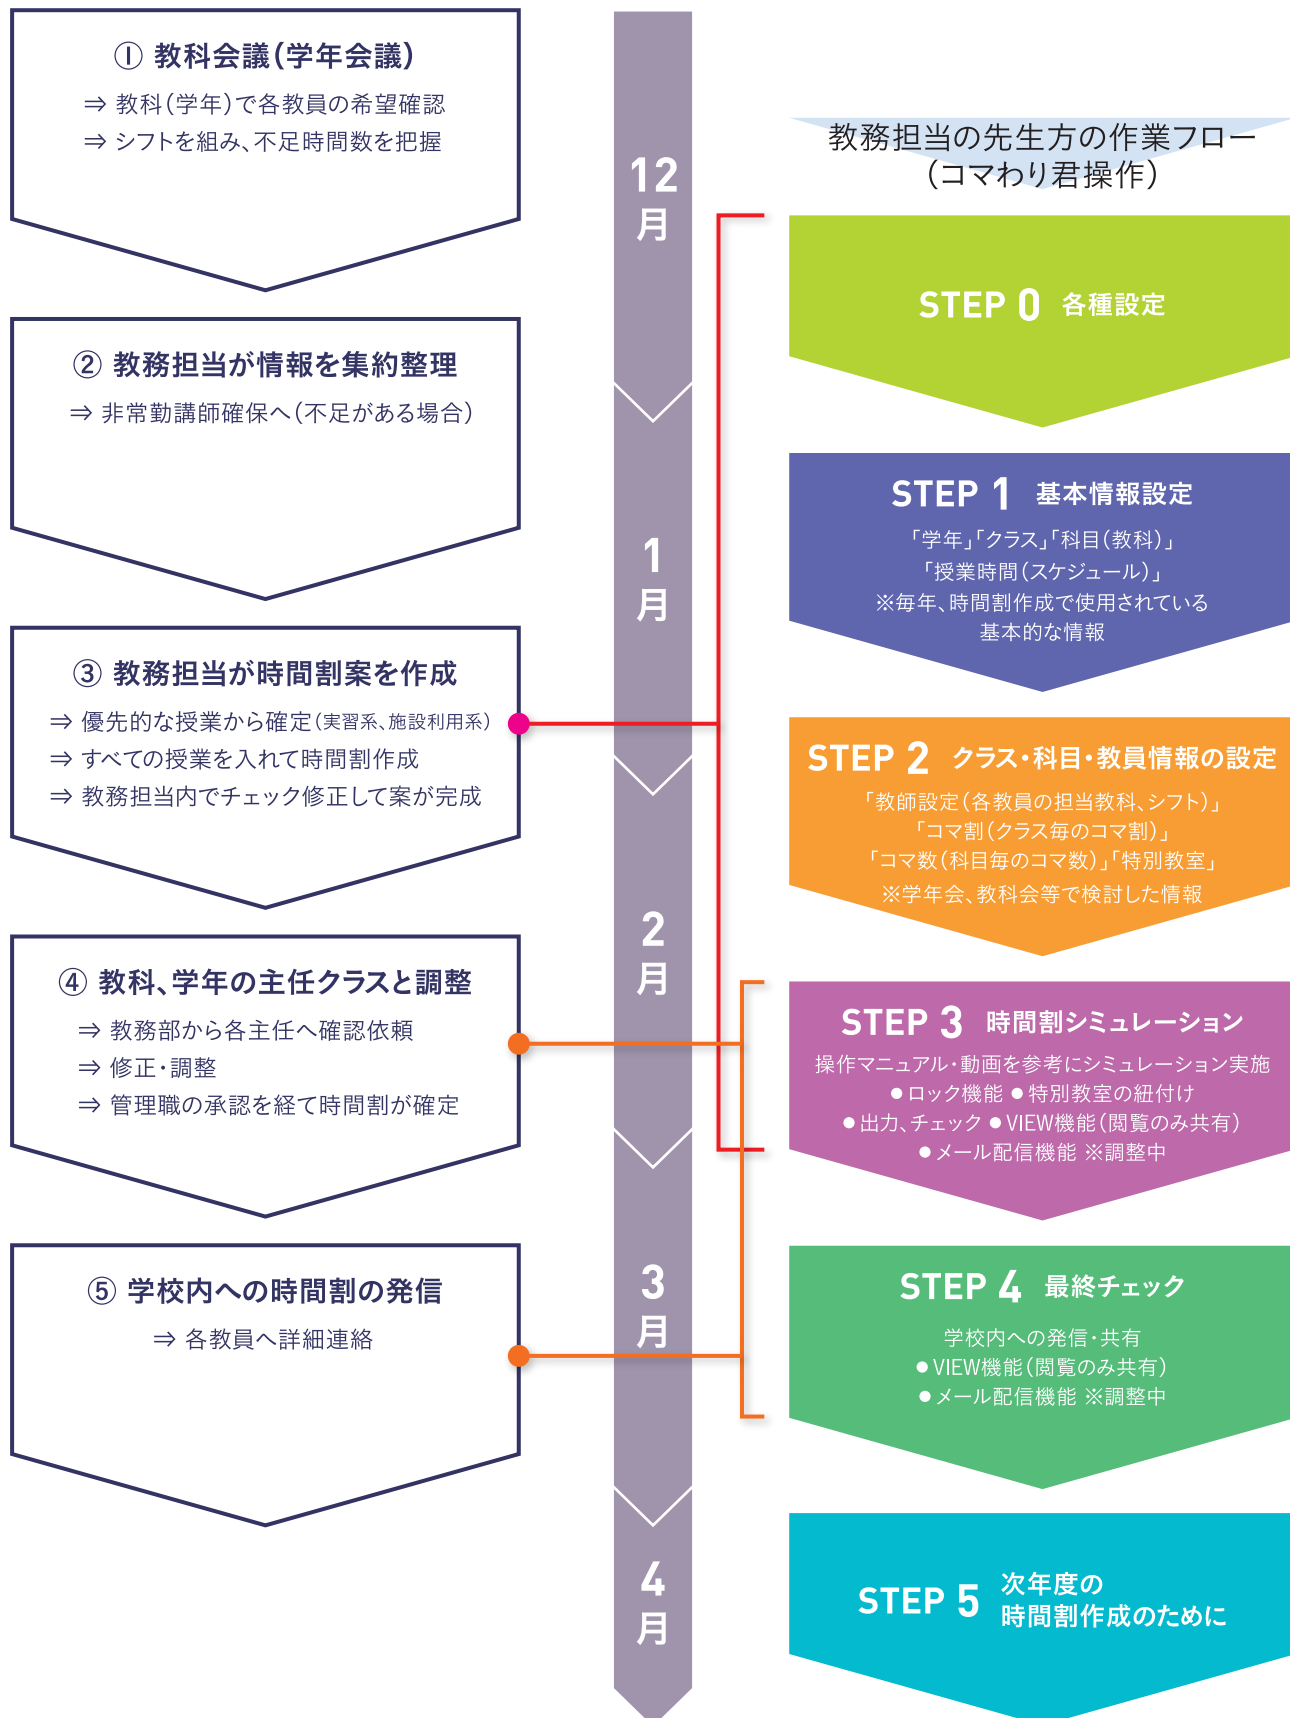 ① 教科会議(学年会議)
⇒ 教科(学年)で各教員の希望確認
⇒ シフトを組み、不足時間数を把握
② 教務担当が情報を集約整理
⇒ 非常勤講師確保へ(不足がある場合)
③ 教務担当が時間割案を作成
⇒ 優先的な授業から確定(実習系、施設利用系)
⇒ すべての授業を入れて時間割作成
⇒ 教務担当内でチェック修正して案が完成
④ 教科、学年の主任クラスと調整
⇒ 教務部から各主任へ確認依頼
⇒ 修正・調整
⇒ 管理職の承認を経て時間割が確定
⑤ 学校内への時間割の発信
⇒ 各教員へ詳細連絡
12
月
1
月
2
月
3
月
4
月
教務担当の先生方の作業フロー
(コマわり君操作)
STEP 0 各種設定
STEP 1 基本情報設定
「学年」「クラス」「科目(教科)」
「授業時間(スケジュール)」
※毎年、時間割作成で使用されている
基本的な情報
STEP 2 クラス・科目・教員情報の設定
「教師設定(各教員の担当教科、シフト)」
「コマ割(クラス毎のコマ割)」
「コマ数(科目毎のコマ数)」「特別教室」
※学年会、教科会等で検討した情報
STEP 3 時間割シミュレーション
操作マニュアル・動画を参考にシミュレーション実施
●ロック機能 ●特別教室の紐付け
●出力、チェック ●VIEW機能(閲覧のみ共有)
●メール配信機能 ※調整中
STEP 4 最終チェック
学校内への発信・共有
●VIEW機能(閲覧のみ共有)
●メール配信機能 ※調整中
STEP 5 次年度の
時間割作成のために